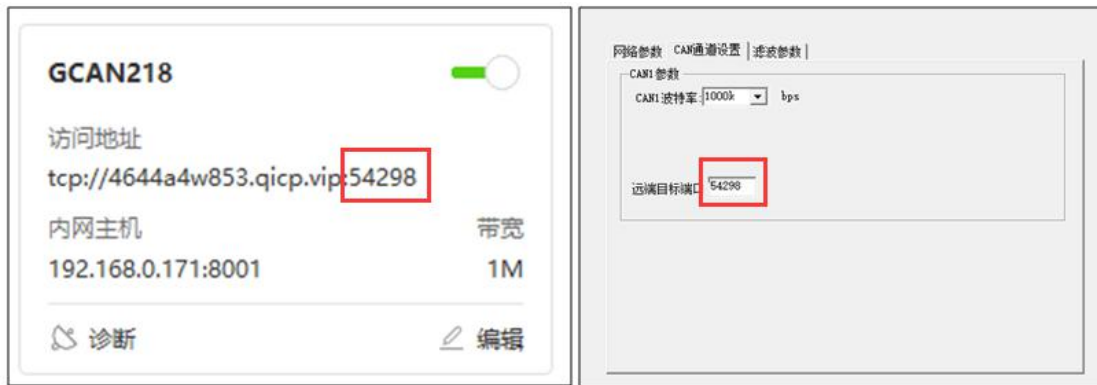 GCAN218
访问地址
tcp://4644a4w853.qicp.vip:54298
内网主机 带宽
192.168.0.171:8001 1M
诊断 编辑
网络参数 CAN通道设置 滤波参数
CAN1参数
CAN1波特率: 1000k bps
远端目标端口 54298